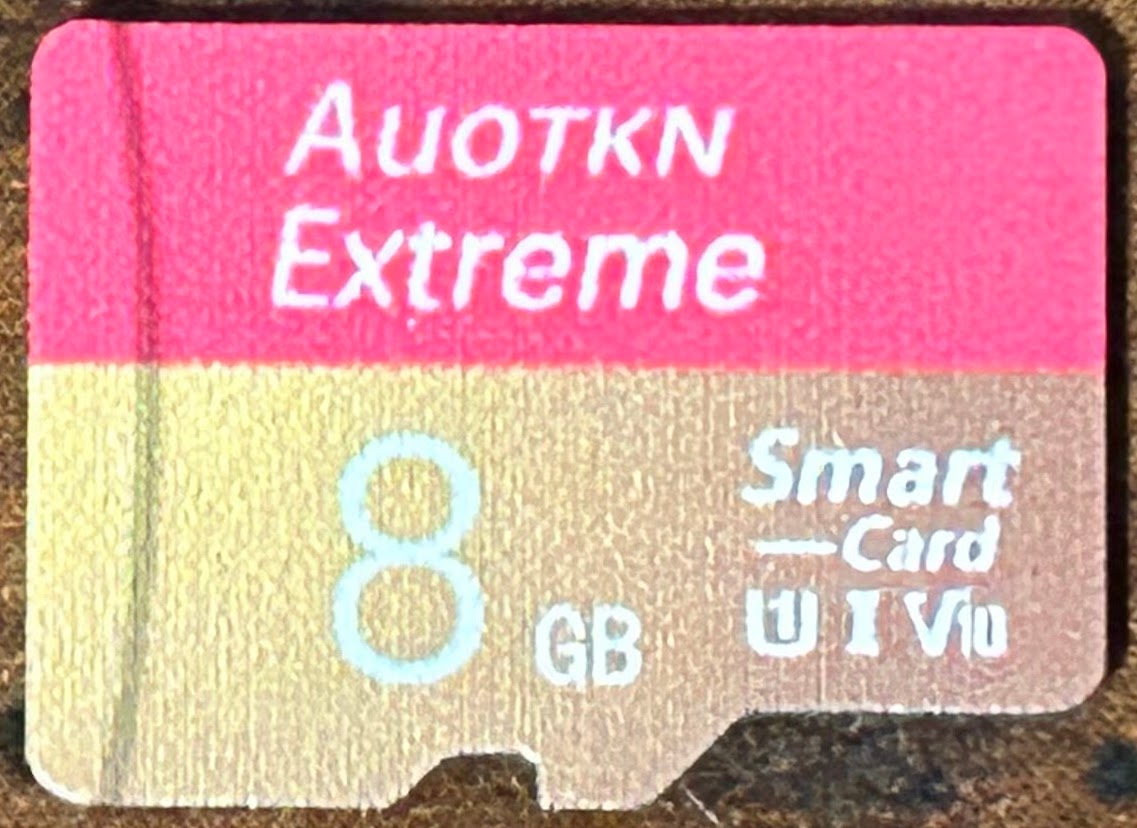 AUOTKN
Extreme
8 GB
Smart
Card
U1 I V10